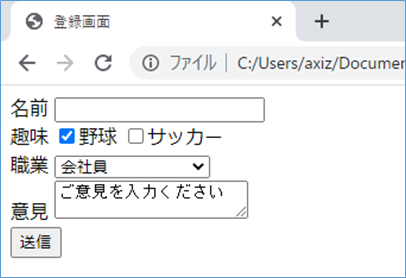 登録画面
ファイル | C:/Users/axiz/Documen
名前
趣味 野球 サッカー
職業 会社員
意見 ご意見を入力ください
送信